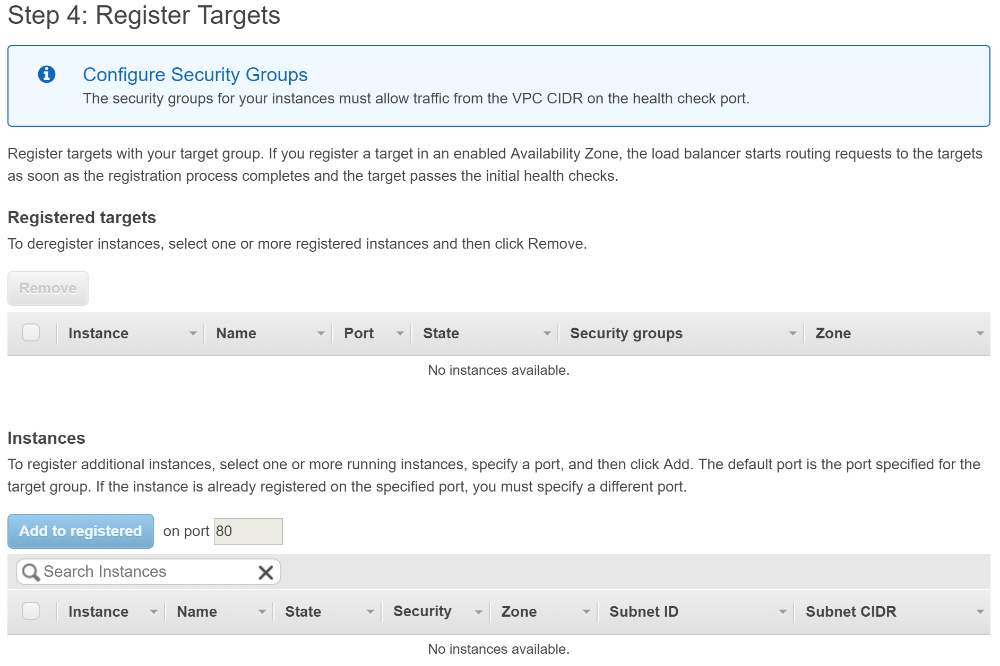 Step 4: Register Targets
Configure Security Groups
The security groups for your instances must allow traffic from the VPC CIDR on the health check port.
Register targets with your target group. If you register a target in an enabled Availability Zone, the load balancer starts routing requests to the targets
as soon as the registration process completes and the target passes the initial health checks.
Registered targets
To deregister instances, select one or more registered instances and then click Remove.
Remove
Instance Name Port State Security groups Zone
No instances available.
Instances
To register additional instances, select one or more running instances, specify a port, and then click Add. The default port is the port specified for the
target group. If the instance is already registered on the specified port, you must specify a different port.
Add to registered on port 80
Search Instances
Instance Name State Security Zone Subnet ID Subnet CIDR
No instances available.